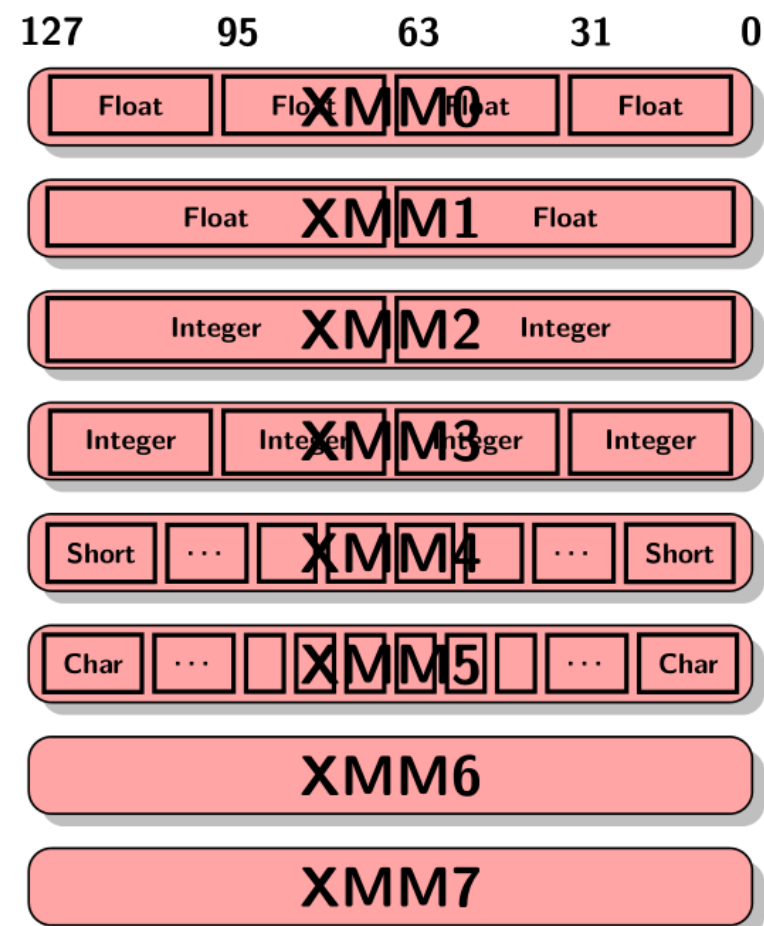 127 95 63 31 0
Float Float Float Float
XMM0
Float Float
XMM1
Integer Integer
XMM2
Integer Integer Integer Integer
XMM3
Short ··· ··· Short
XMM4
Char ··· ··· Char
XMM5
XMM6
XMM7